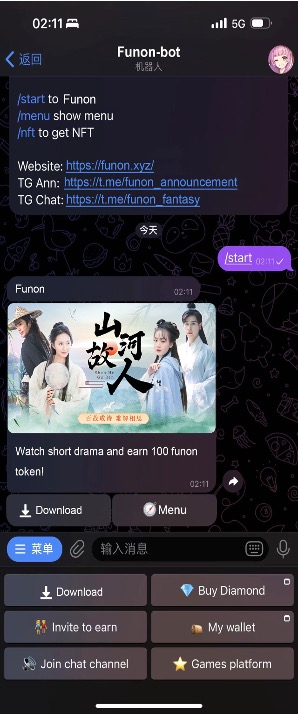 02:11
5G
返回
Funon-bot
机器人
/start to Funon
/menu show menu
/nft to get NFT
Website: https://funon.xyz/
TG Ann: https://t.me/funon_announcement
TG Chat: https://t.me/funon_fantasy
今天
/start 02:11
Funon
02:11
山河
故人
Watch short drama and earn 100 funon
token!
02:11
Download
Menu
菜单
输入消息
Download
Buy Diamond
Invite to earn
My wallet
Join chat channel
Games platform